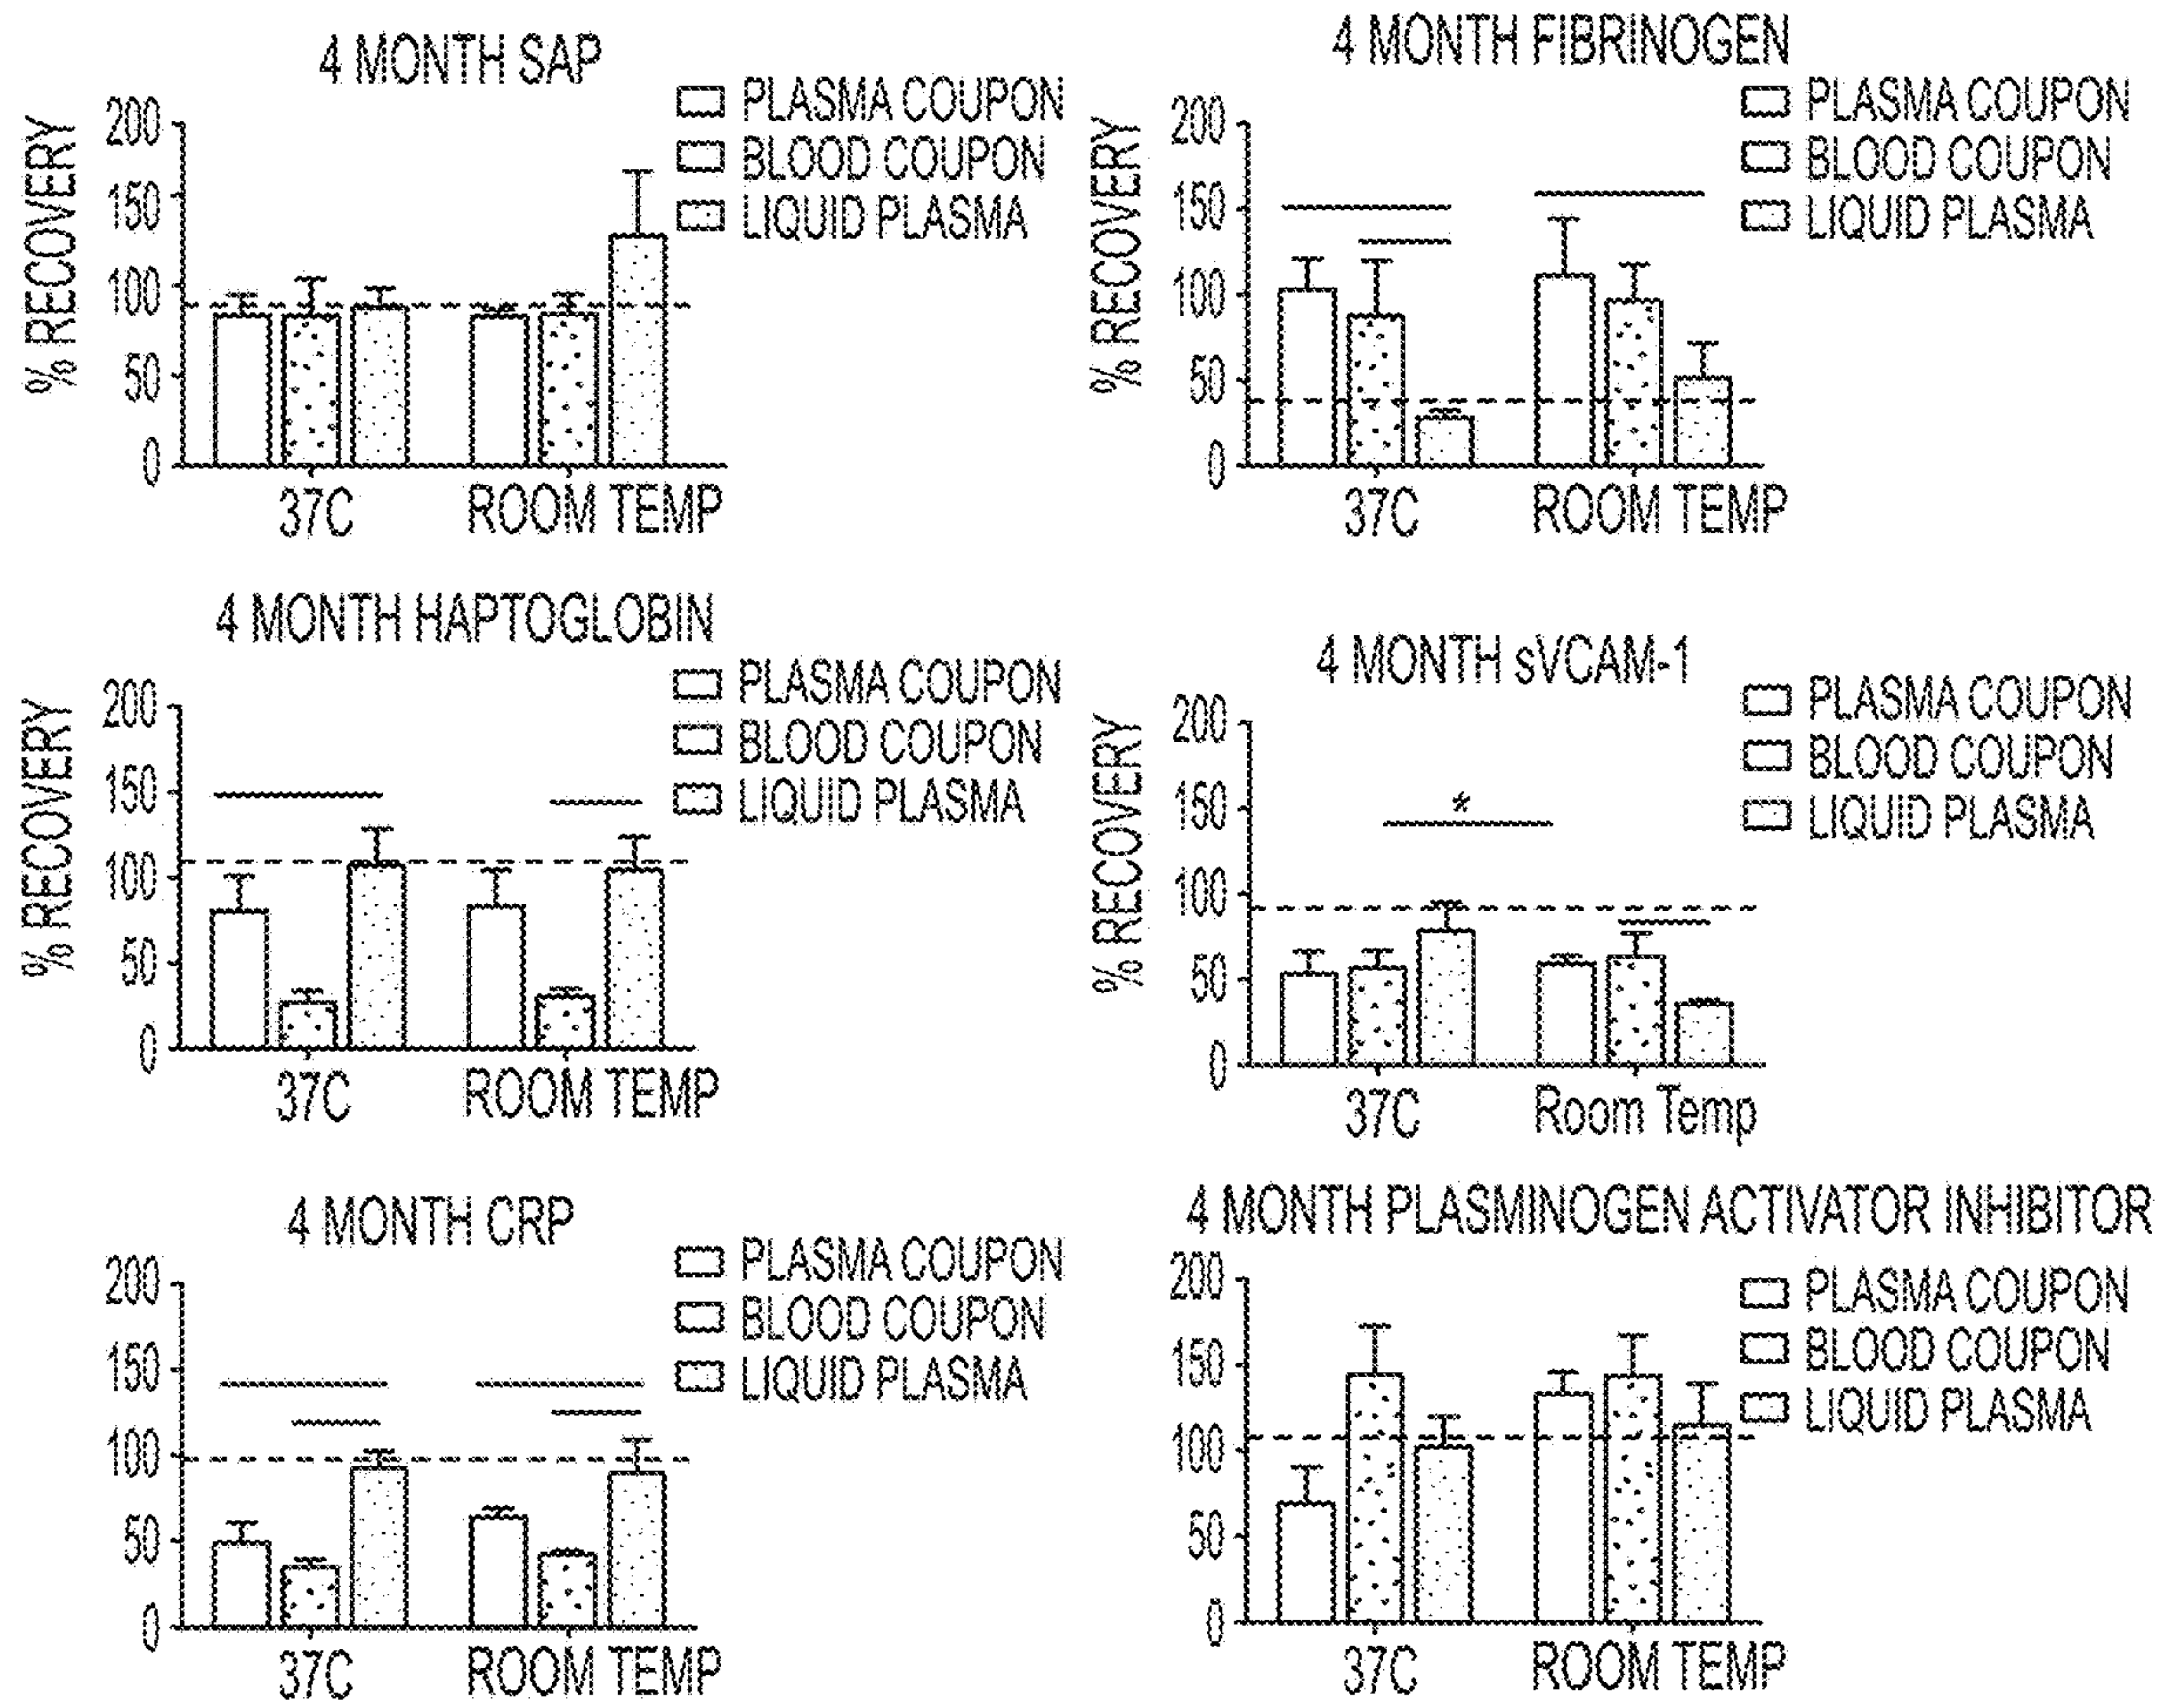 4 MONTH SAP
% RECOVERY
200
150
100
50
0
37C
ROOM TEMP
PLASMA COUPON
BLOOD COUPON
LIQUID PLASMA
4 MONTH FIBRINOGEN
% RECOVERY
200
150
100
50
0
37C
ROOM TEMP
PLASMA COUPON
BLOOD COUPON
LIQUID PLASMA
4 MONTH HAPTOGLOBIN
% RECOVERY
200
150
100
50
0
37C
ROOM TEMP
PLASMA COUPON
BLOOD COUPON
LIQUID PLASMA
4 MONTH sVCAM-1
% RECOVERY
200
150
100
50
0
*
37C
Room Temp
PLASMA COUPON
BLOOD COUPON
LIQUID PLASMA
4 MONTH CRP
200
150
100
50
0
37C
ROOM TEMP
PLASMA COUPON
BLOOD COUPON
LIQUID PLASMA
4 MONTH PLASMINOGEN ACTIVATOR INHIBITOR
200
150
100
50
0
37C
ROOM TEMP
PLASMA COUPON
BLOOD COUPON
LIQUID PLASMA